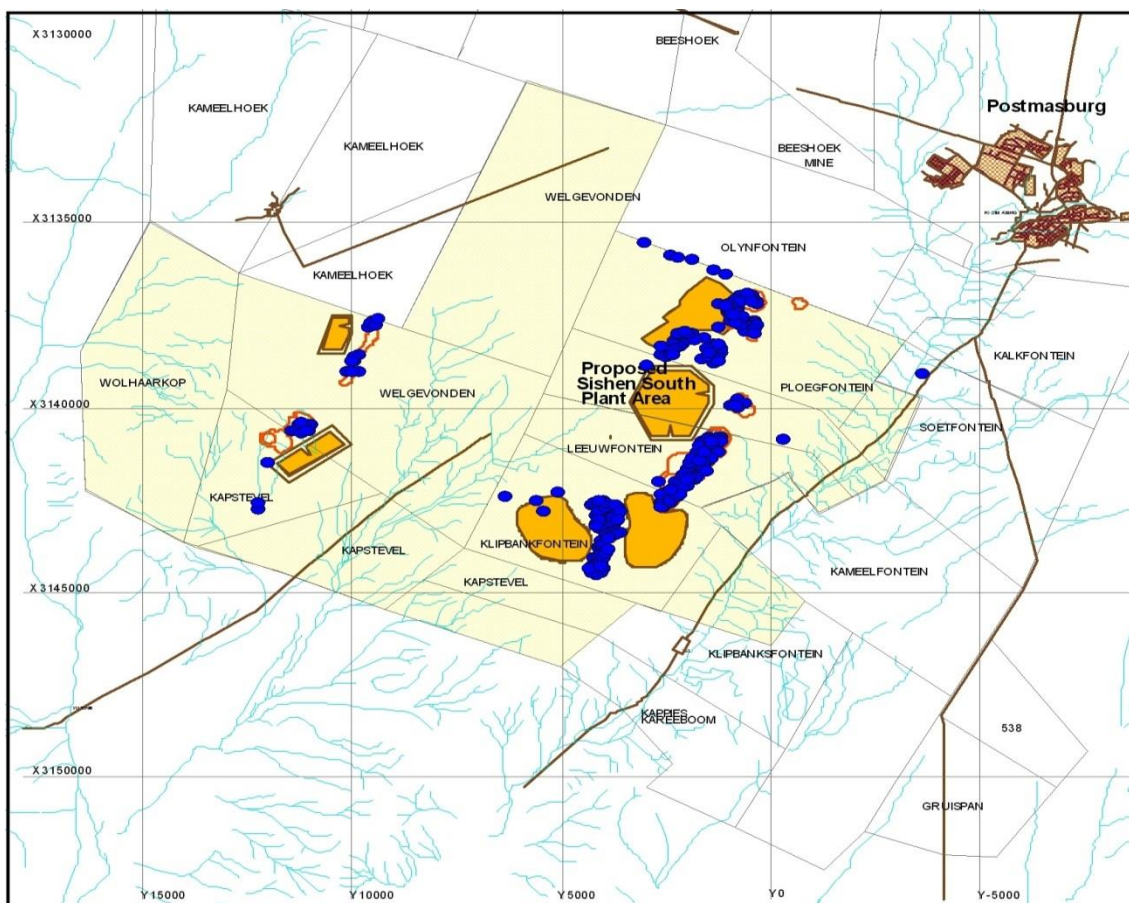 X 3130000
BEESHOEK
KAMEELHOEK
Postmasburg
KAMEELHOEK
BEESHOEK
MINE
WELGEVONDEN
X 3135000
OLYNFONTEIN
KAMEELHOEK
KALKFONTEIN
Proposed
Sishen South
Plant Area
WOLHAARKOP
WELGEVONDEN
PLOEGFONTEIN
X 3140000
SOETFONTEIN
LEEUWFONTEIN
KAPSTEVEL
KLIPBANKFONTEIN
KAPSTEVEL
KAMEELFONTEIN
KAPSTEVEL
X 3145000
KLIPBANKSFONTEIN
KAPPIES
KAREEBOOM
538
X 3150000
GRUISPAN
Y 15000
Y 10000
Y 5000
Y 0
Y -5000